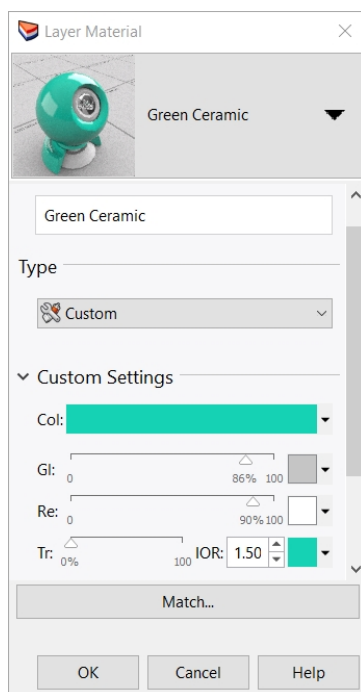 Layer Material
Green Ceramic
Green Ceramic
Type
Custom
Custom Settings
Col:
Gl: 0 86% 100
Re: 0 90% 100
Tr: 0% 100 IOR: 1.50
Match...
OK Cancel Help